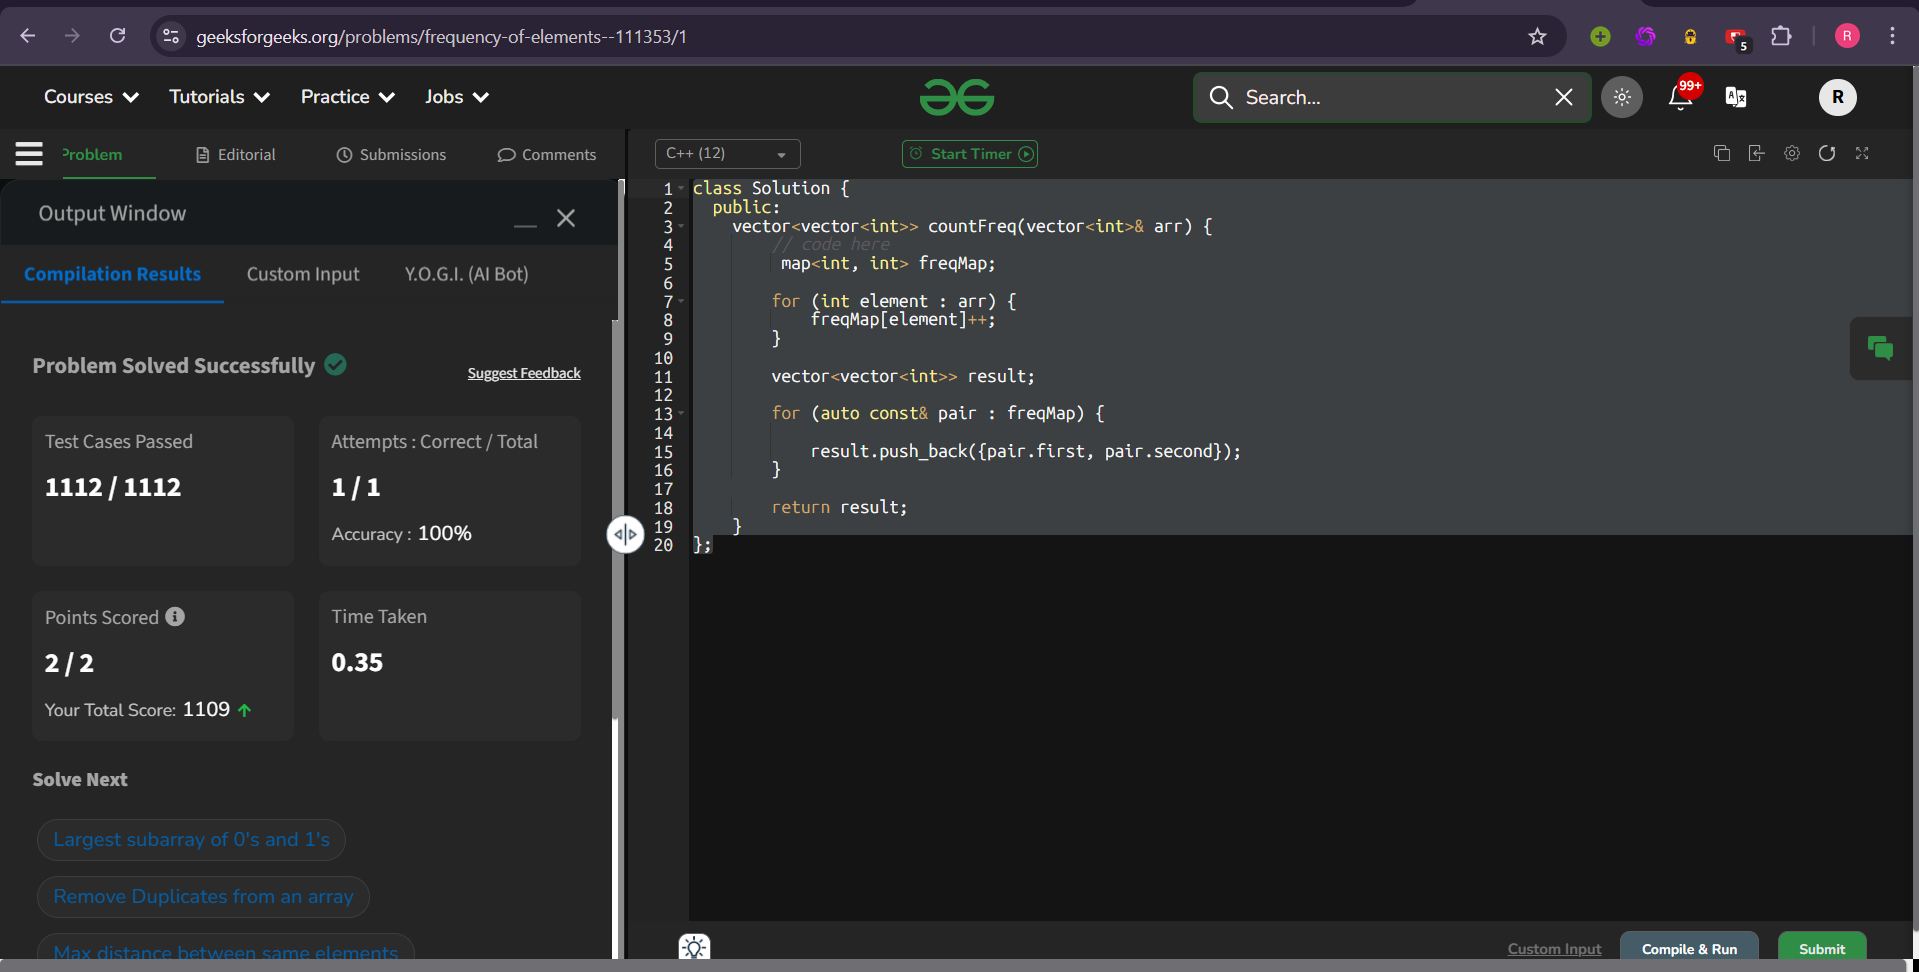 geeksforgeeks.org/problems/frequency-of-elements--111353/1
5
R
Courses
Tutorials
Practice
Jobs
Search...
99+
R
Problem
Editorial
Submissions
Comments
C++ (12)
Start Timer
Output Window
Compilation Results
Custom Input
Y.O.G.I. (AI Bot)
Problem Solved Successfully
Suggest Feedback
Test Cases Passed
1112 / 1112
Attempts : Correct / Total
1 / 1
Accuracy : 100%
Points Scored
2 / 2
Your Total Score: 1109
Time Taken
0.35
Solve Next
Largest subarray of 0's and 1's
Remove Duplicates from an array
Max distance between same elements
1 class Solution {
2 public:
3 vector<vector<int>> countFreq(vector<int>& arr) {
4 // code here
5 map<int, int> freqMap;
6
7 for (int element : arr) {
8 freqMap[element]++;
9 }
10
11 vector<vector<int>> result;
12
13 for (auto const& pair : freqMap) {
14
15 result.push_back({pair.first, pair.second});
16 }
17
18 return result;
19 }
20 };
Custom Input
Compile & Run
Submit